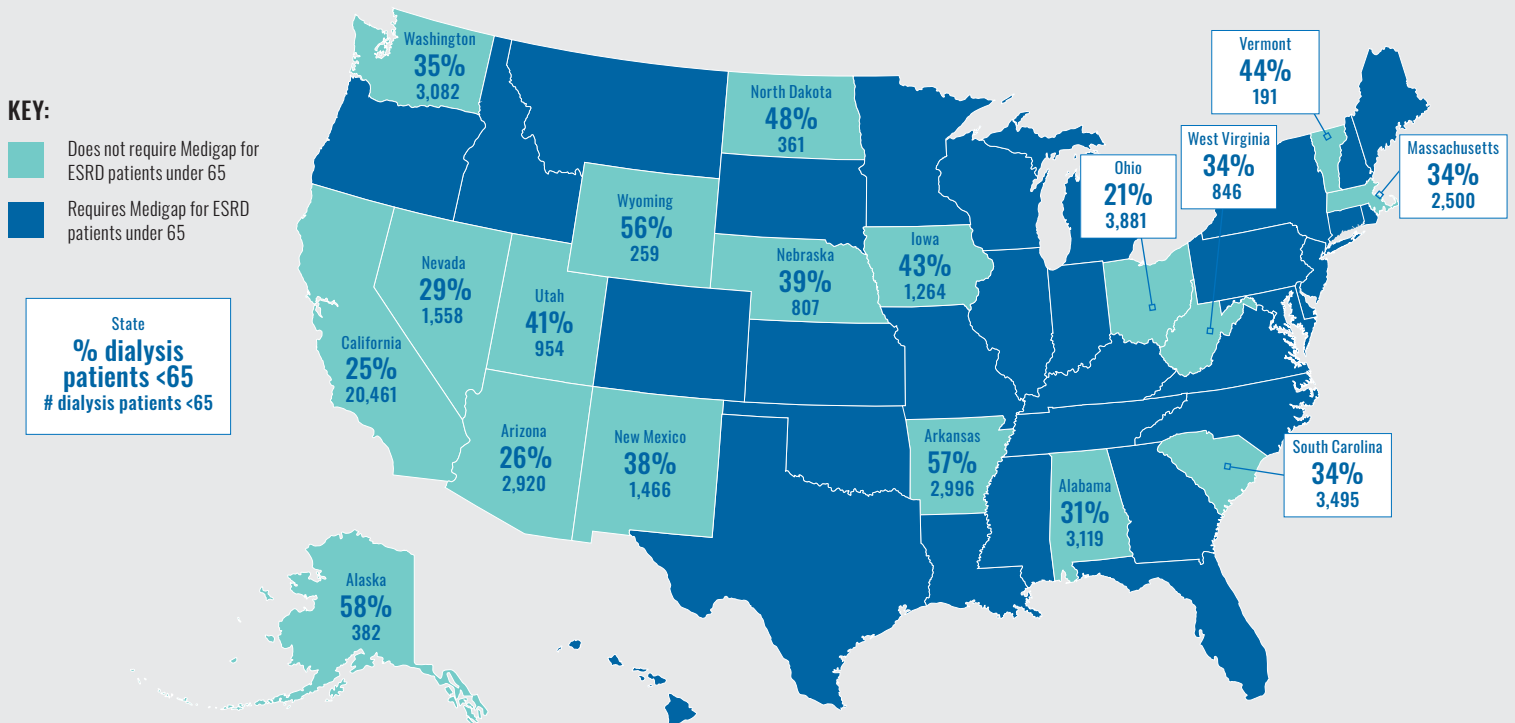 KEY:
Does not require Medigap for
ESRD patients under 65
Requires Medigap for ESRD
patients under 65
State
% dialysis
patients <65
# dialysis patients <65
Washington
35%
3,082
North Dakota
48%
361
Wyoming
56%
259
Nebraska
39%
807
Iowa
43%
1,264
Nevada
29%
1,558
Utah
41%
954
California
25%
20,461
Arizona
26%
2,920
New Mexico
38%
1,466
Arkansas
57%
2,996
Alabama
31%
3,119
Alaska
58%
382
Vermont
44%
191
West Virginia
34%
846
Ohio
21%
3,881
Massachusetts
34%
2,500
South Carolina
34%
3,495